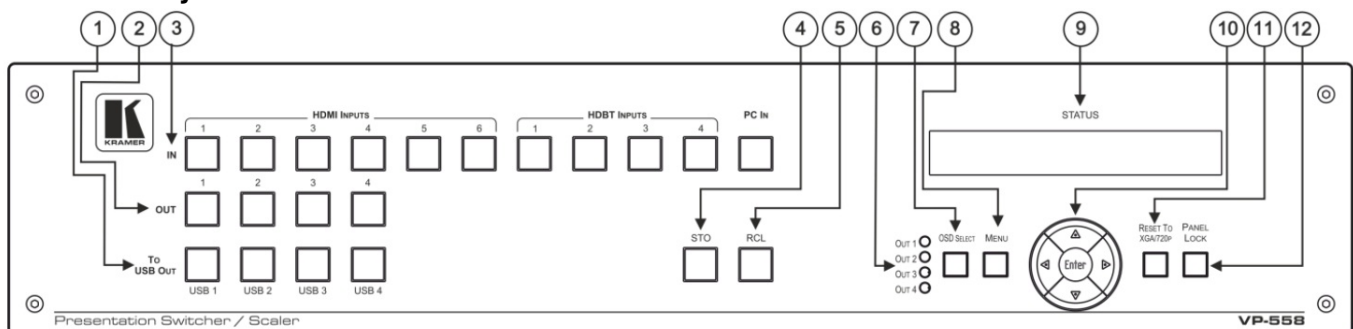 1 2 3 4 5 6 7 8 9 10 11 12
K
KRAMER
HDMI INPUTS
HDBT INPUTS
PC IN
STATUS
1 2 3 4 5 6 1 2 3 4
IN
1 2 3 4
OUT
STO RCL
OUT 1
OUT 2
OUT 3
OUT 4
OSD SELECT
MENU
Enter
RESET TO
XGA/720P
PANEL
LOCK
TO
USB OUT
USB 1 USB 2 USB 3 USB 4
Presentation Switcher / Scaler
VP-558